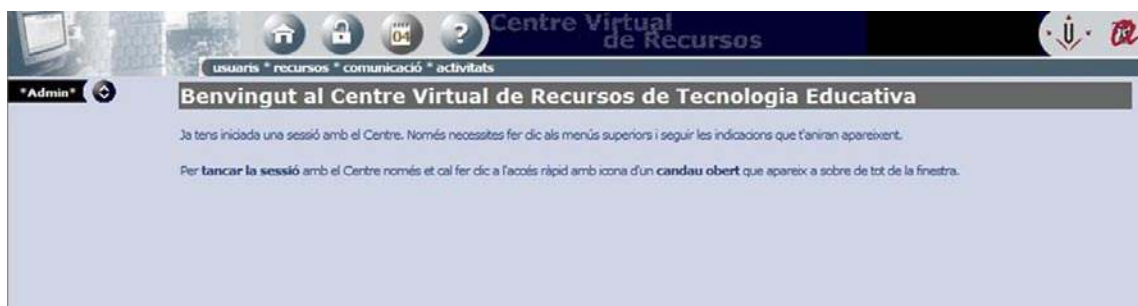 Centre Virtual
de Recursos
04
?
usuaris * recursos * comunicació * activitats
*Admin*
Benvingut al Centre Virtual de Recursos de Tecnologia Educativa
Ja tens iniciada una sessió amb el Centre. Només necessites fer clic als menús superiors i seguir les indicacions que t'aniran apareixent.
Per tancar la sessió amb el Centre només et cal fer clic a l'accés ràpid amb icona d'un candau obert que apareix a sobre de tot de la finestra.